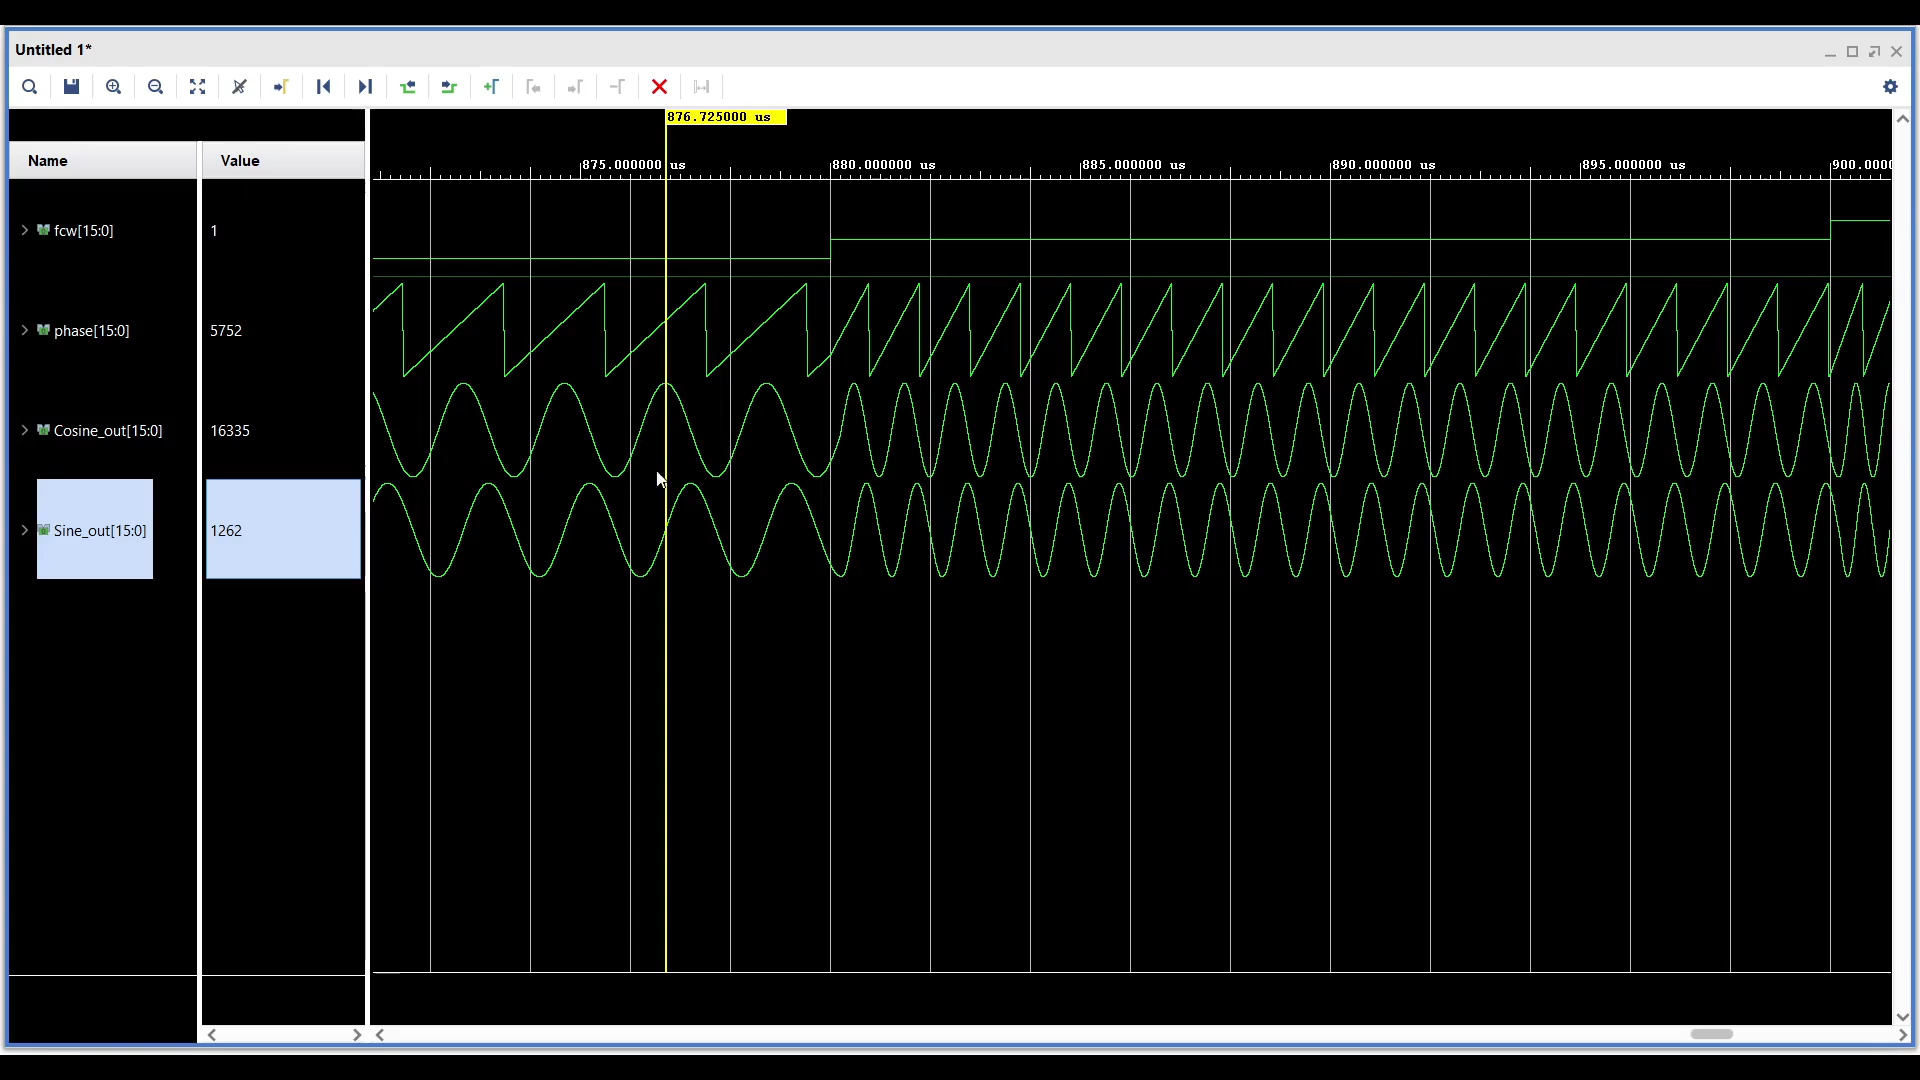 Untitled 1*
876.725000 us
Name Value
875.000000 us 880.000000 us 885.000000 us 890.000000 us 895.000000 us 900.0000
fcw[15:0] 1
phase[15:0] 5752
Cosine_out[15:0] 16335
Sine_out[15:0] 1262